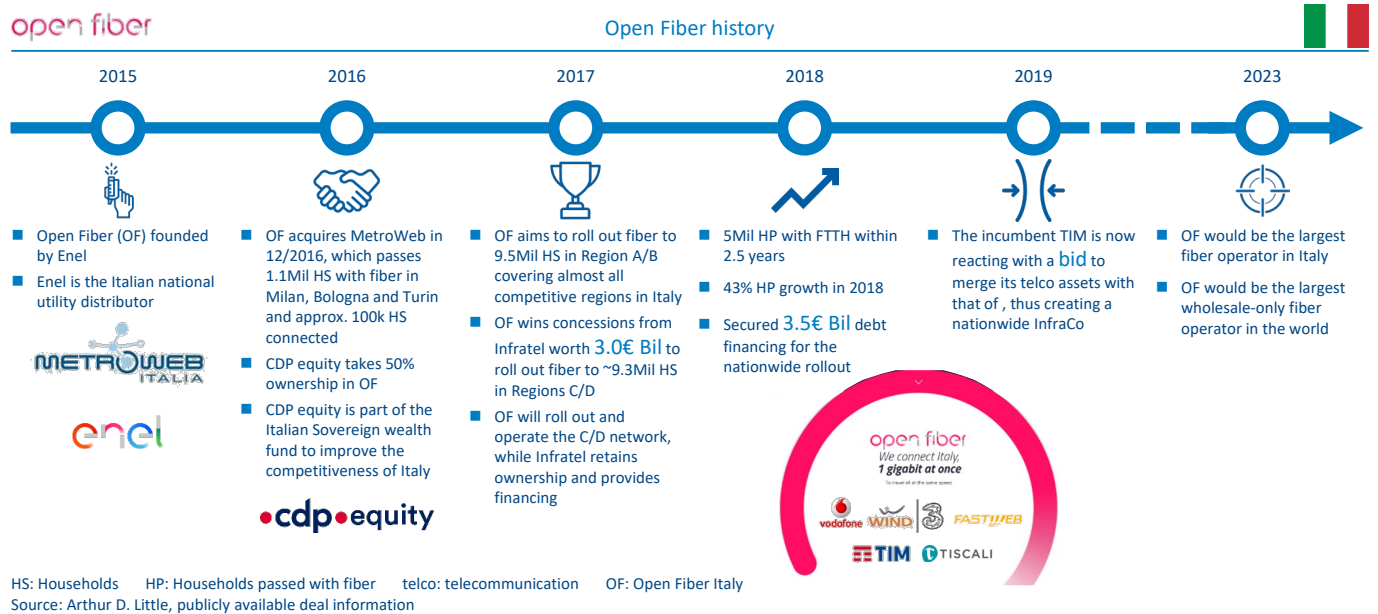 open fiber
Open Fiber history
2015
2016
2017
2018
2019
2023
Open Fiber (OF) founded
by Enel
Enel is the Italian national
utility distributor
METROWEB
ITALIA
enel
OF acquires MetroWeb in
12/2016, which passes
1.1Mil HS with fiber in
Milan, Bologna and Turin
and approx. 100k HS
connected
CDP equity takes 50%
ownership in OF
CDP equity is part of the
Italian Sovereign wealth
fund to improve the
competitiveness of Italy
cdp equity
OF aims to roll out fiber to
9.5Mil HS in Region A/B
covering almost all
competitive regions in Italy
OF wins concessions from
Infratel worth 3.0€ Bil to
roll out fiber to ~9.3Mil HS
in Regions C/D
OF will roll out and
operate the C/D network,
while Infratel retains
ownership and provides
financing
5Mil HP with FTTH within
2.5 years
43% HP growth in 2018
Secured 3.5€ Bil debt
financing for the
nationwide rollout
open fiber
We connect Italy,
1 gigabit at once
To travel all at the same speed
vodafone WIND 3 FASTWEB
TIM TISCALI
The incumbent TIM is now
reacting with a bid to
merge its telco assets with
that of , thus creating a
nationwide InfraCo
OF would be the largest
fiber operator in Italy
OF would be the largest
wholesale-only fiber
operator in the world
HS: Households HP: Households passed with fiber telco: telecommunication OF: Open Fiber Italy
Source: Arthur D. Little, publicly available deal information